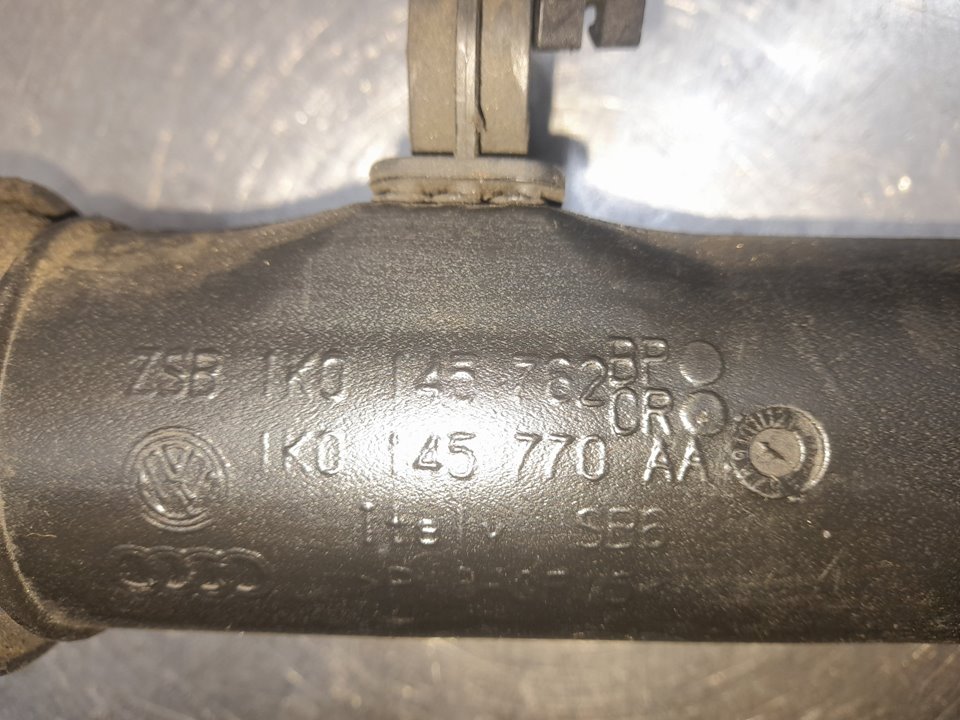 ZSB 1K0 145 762 BP
CR
1K0 145 770 AA
Italy SB6